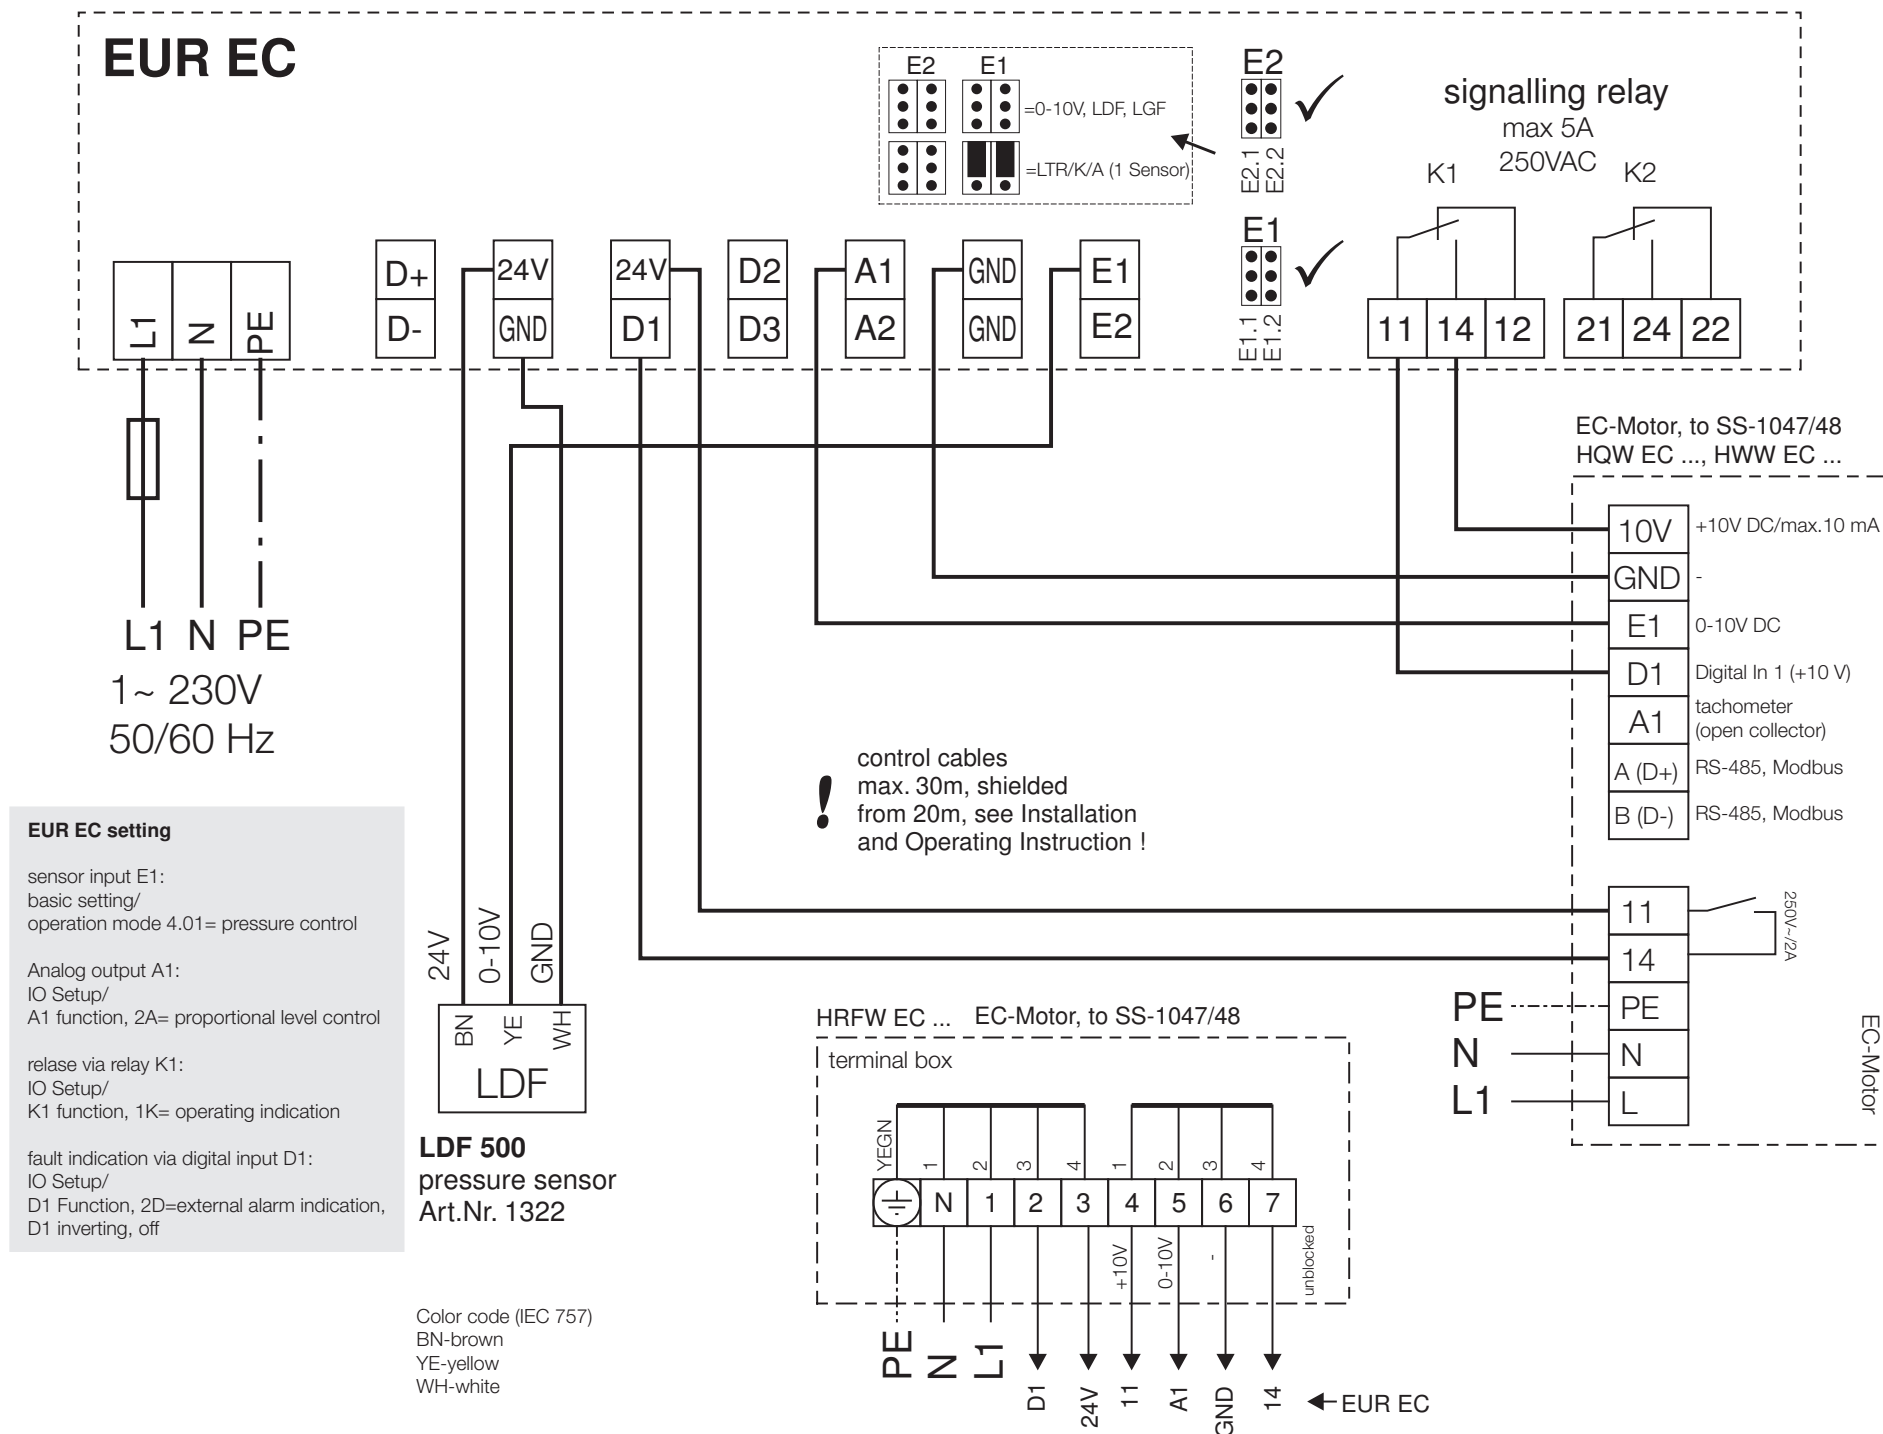 EUR EC
E2 E1
=0-10V, LDF, LGF
=LTR/K/A (1 Sensor)
E2
E2.1
E2.2
E1
E1.1
E1.2
signalling relay
max 5A
250VAC
K1
K2
L1 N PE
D+ 24V 24V D2 A1 GND E1
D- GND D1 D3 A2 GND E2
11 14 12
21 24 22
L1 N PE
1~ 230V
50/60 Hz
EC-Motor, to SS-1047/48
HQW EC ..., HWW EC ...
10V +10V DC/max.10 mA
GND -
E1 0-10V DC
D1 Digital In 1 (+10 V)
A1 tachometer
(open collector)
A (D+) RS-485, Modbus
B (D-) RS-485, Modbus
11
14
250V~/2A
PE PE
N N
L1 L
EC-Motor
! control cables
max. 30m, shielded
from 20m, see Installation
and Operating Instruction !
EUR EC setting
sensor input E1:
basic setting/
operation mode 4.01= pressure control
Analog output A1:
IO Setup/
A1 function, 2A= proportional level control
relase via relay K1:
IO Setup/
K1 function, 1K= operating indication
fault indication via digital input D1:
IO Setup/
D1 Function, 2D=external alarm indication,
D1 inverting, off
24V 0-10V GND
BN YE WH
LDF
LDF 500
pressure sensor
Art.Nr. 1322
Color code (IEC 757)
BN-brown
YE-yellow
WH-white
HRFW EC ... EC-Motor, to SS-1047/48
terminal box
YEGN 1 2 3 4 1 2 3 4
N 1 2 3 4 5 6 7
+10V 0-10V - unblocked
PE N L1 D1 24V 11 A1 GND 14
EUR EC